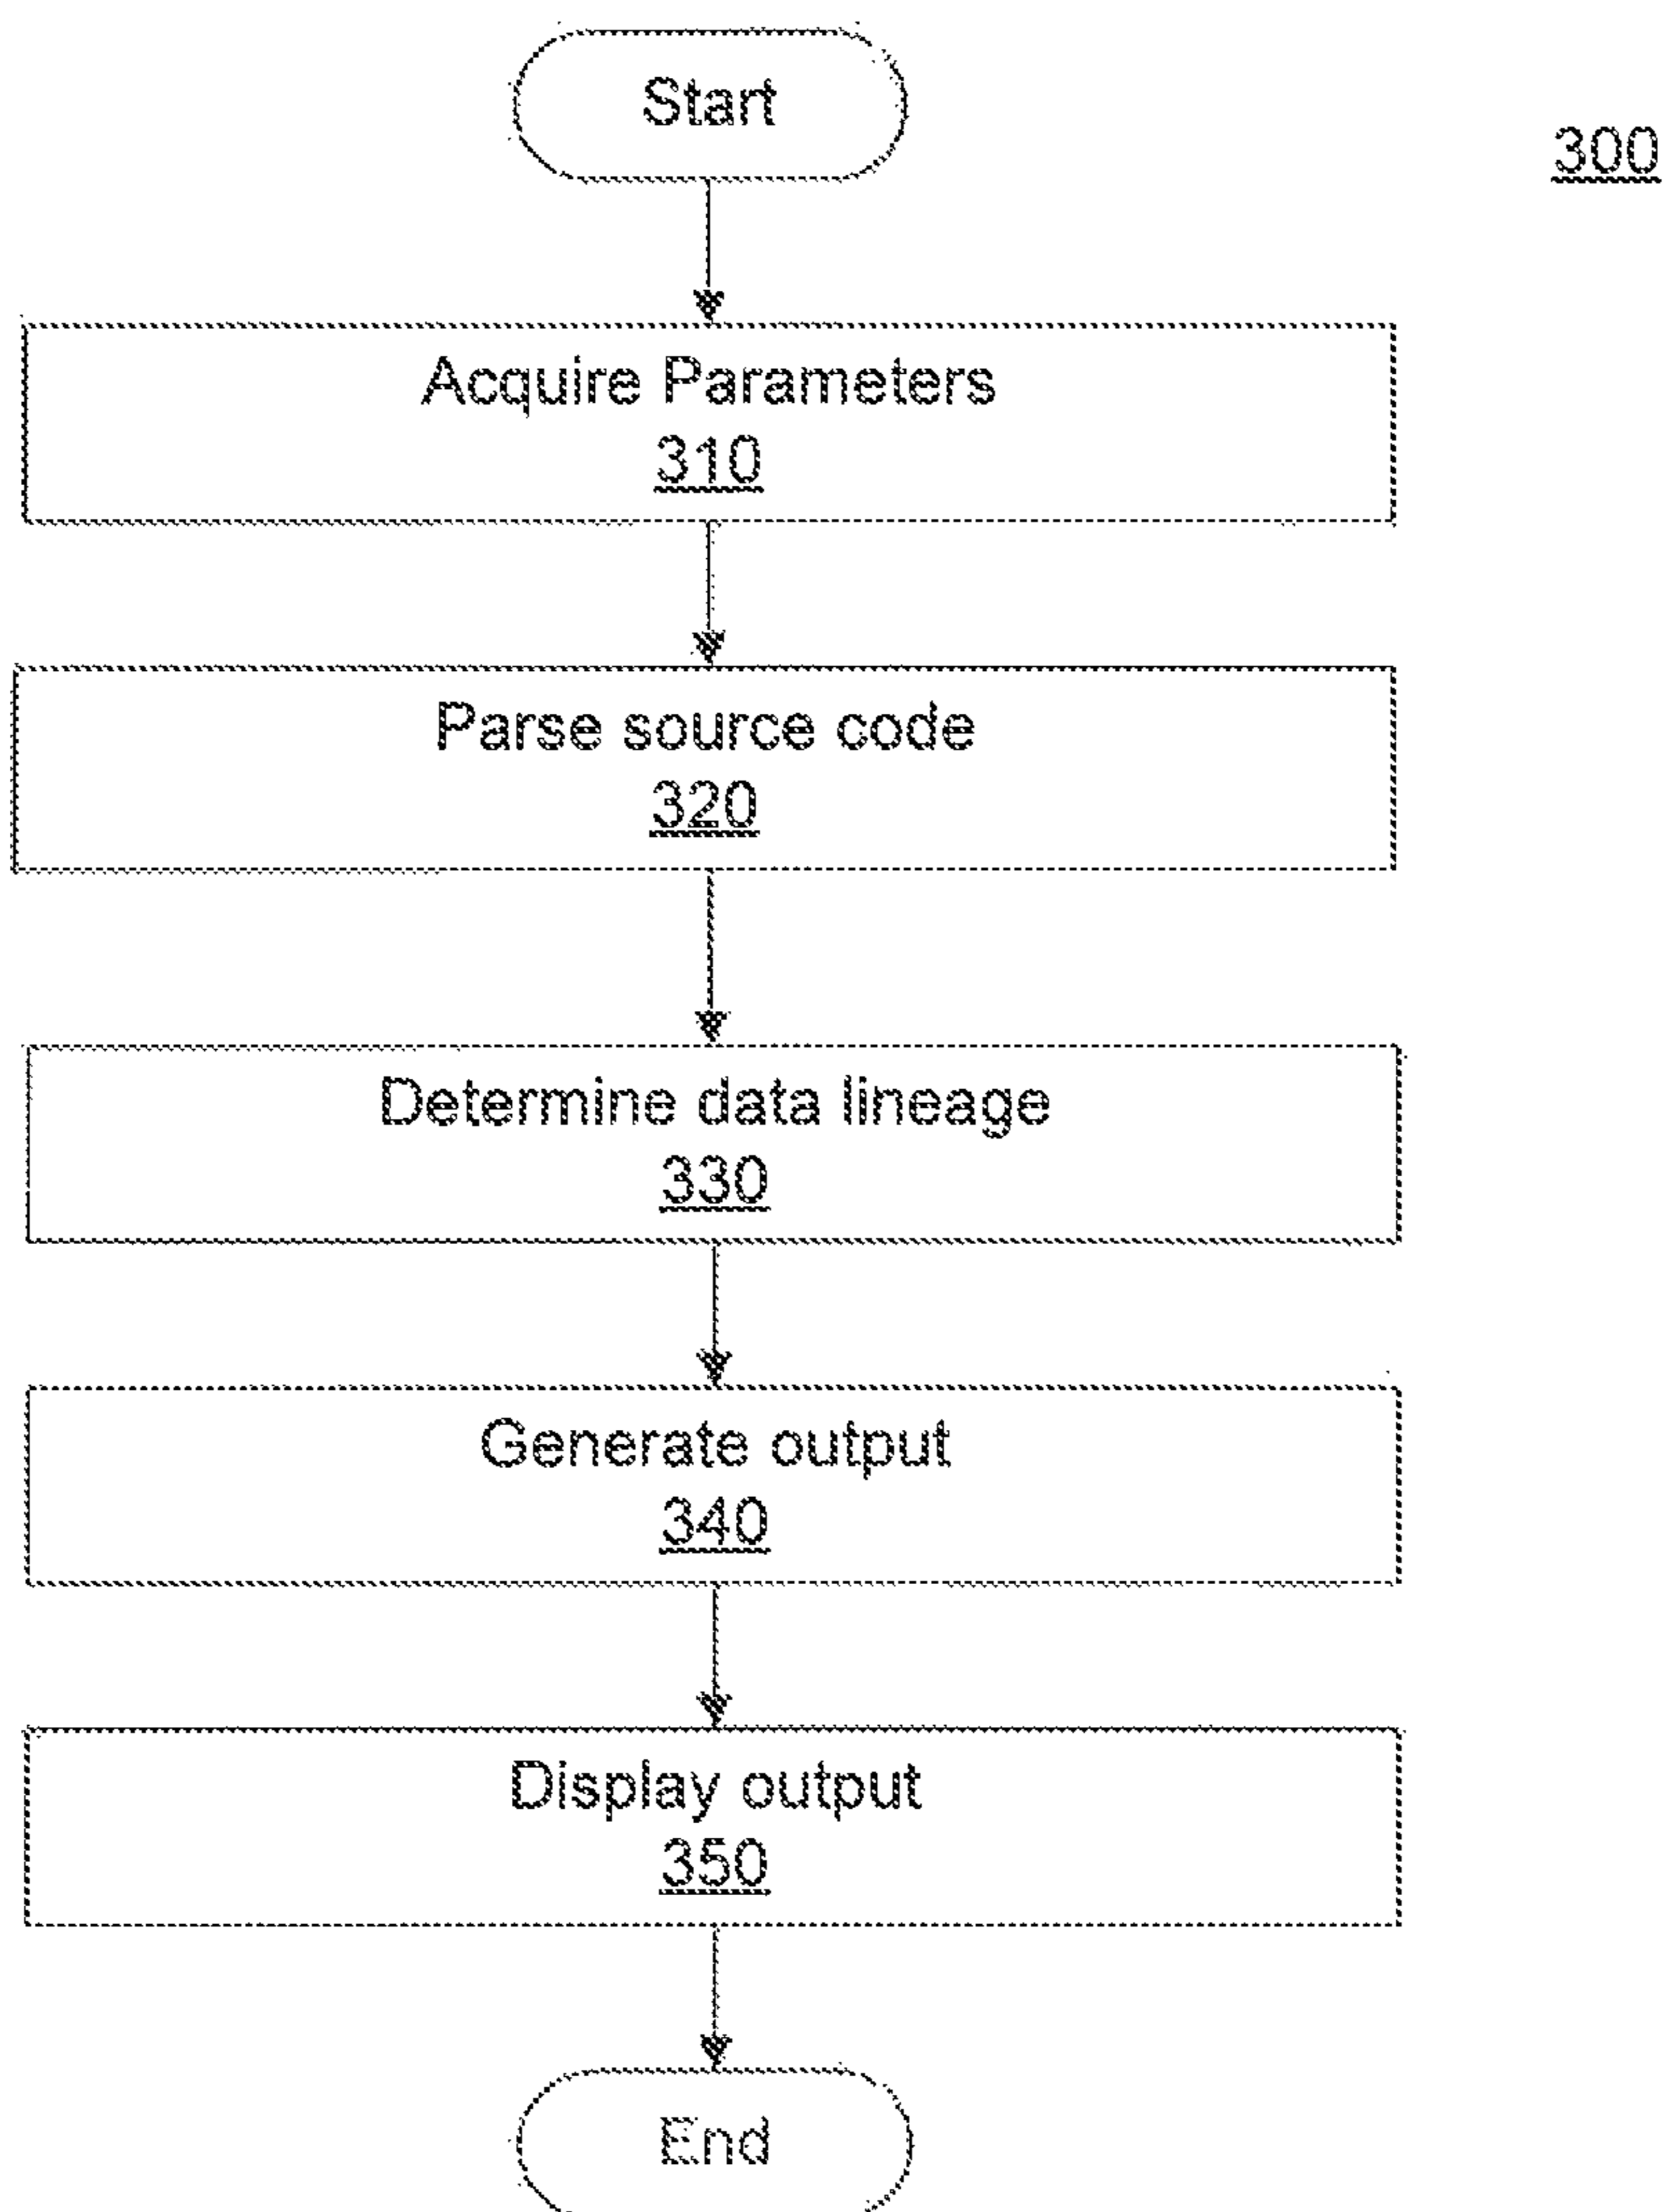 Start
300
Acquire Parameters
310
Parse source code
320
Determine data lineage
330
Generate output
340
Display output
350
End